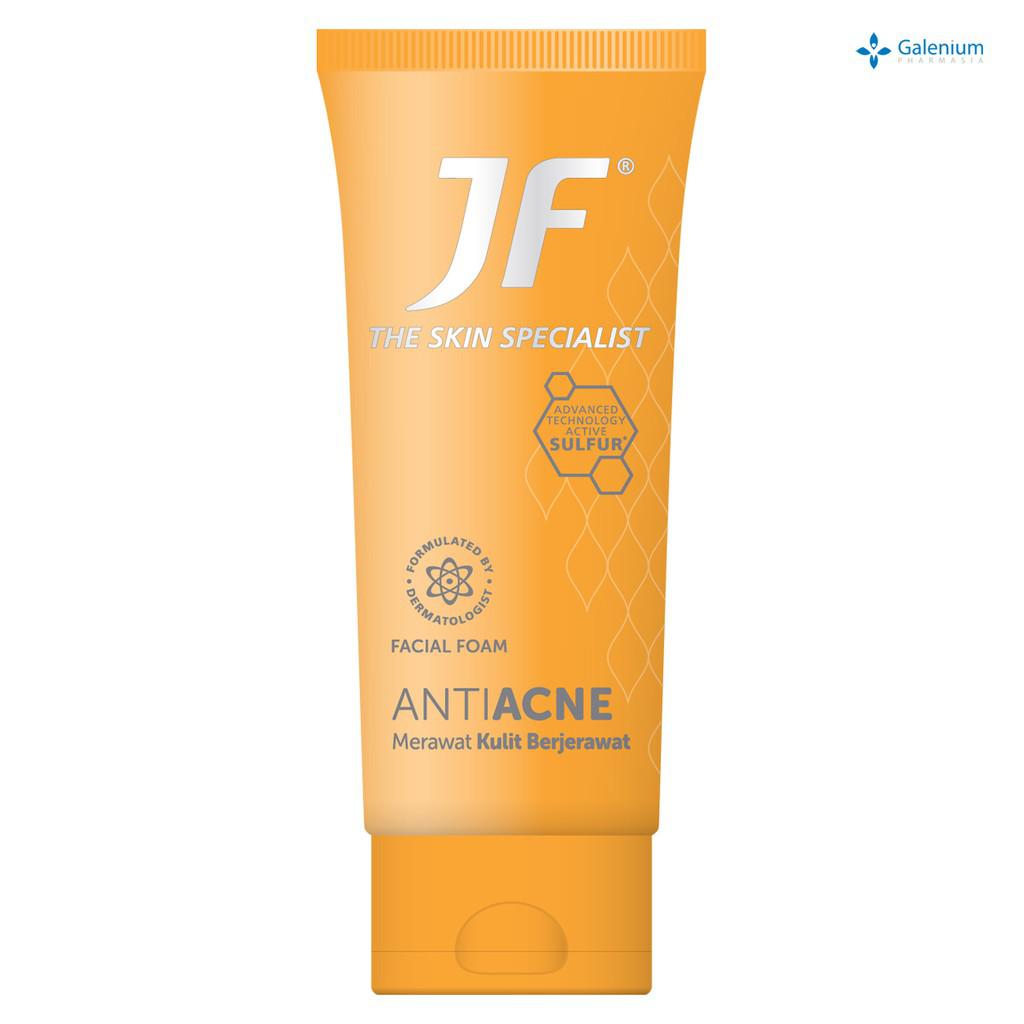 Galenium
PHARMASIA
JF®
THE SKIN SPECIALIST
ADVANCED
TECHNOLOGY
ACTIVE
SULFUR*
FORMULATED BY
DERMATOLOGIST
FACIAL FOAM
ANTIACNE
Merawat Kulit Berjerawat